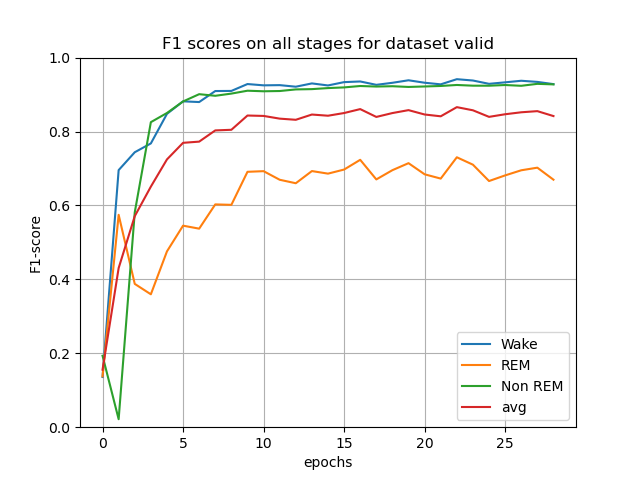 F1 scores on all stages for dataset valid
1.0
0.8
0.6
0.4
0.2
0.0
F1-score
0 5 10 15 20 25
epochs
Wake
REM
Non REM
avg